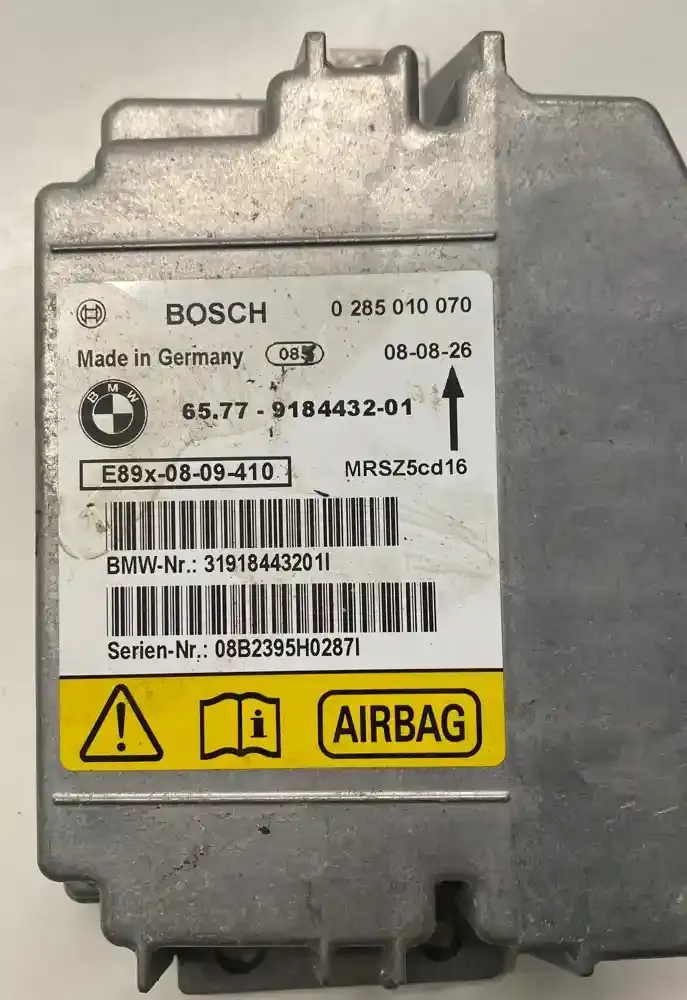 BOSCH 0 285 010 070
Made in Germany 08-08-26
BMW
65.77 - 9184432-01
E89x-08-09-410 MRSZ5cd16
BMW-Nr.: 31918443201I
Serien-Nr.: 08B2395H0287I
i AIRBAG